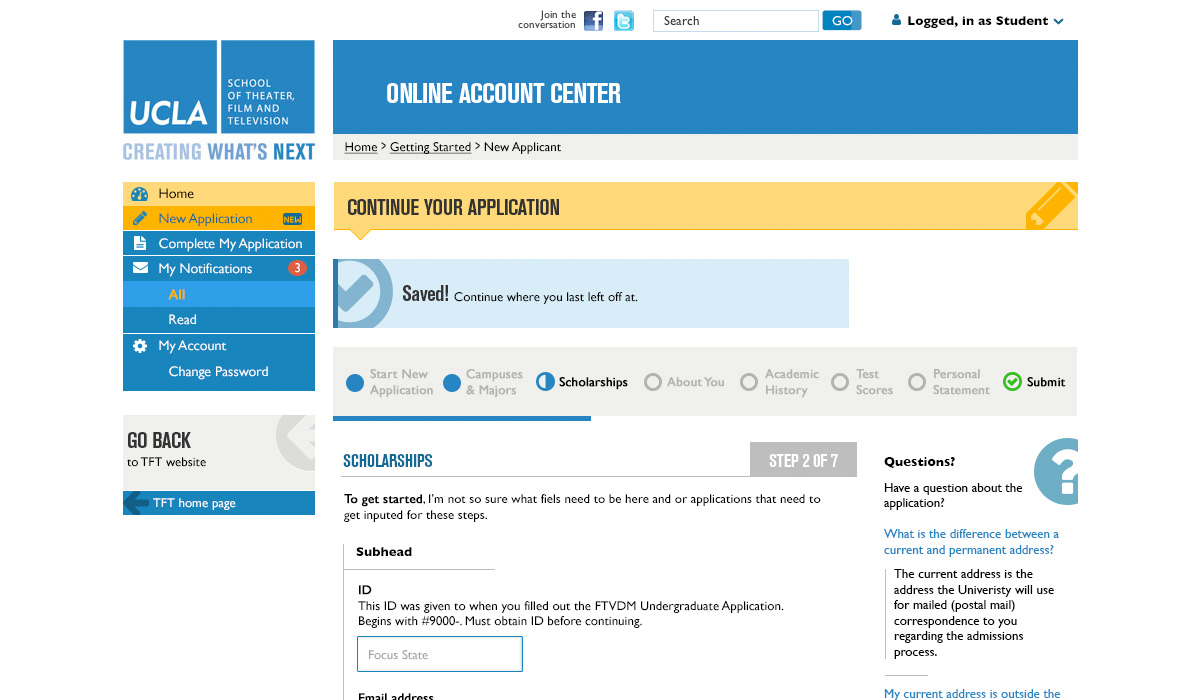 Join the
conversation
Search
GO
Logged, in as Student
UCLA
SCHOOL
OF THEATER,
FILM AND
TELEVISION
CREATING WHAT'S NEXT
ONLINE ACCOUNT CENTER
Home > Getting Started > New Applicant
Home
New Application NEW
Complete My Application
My Notifications 3
All
Read
My Account
Change Password
GO BACK
to TFT website
TFT home page
CONTINUE YOUR APPLICATION
Saved! Continue where you last left off at.
Start New
Application
Campuses
& Majors
Scholarships
About You
Academic
History
Test
Scores
Personal
Statement
Submit
SCHOLARSHIPS
STEP 2 OF 7
To get started, I'm not so sure what fiels need to be here and or applications that need to
get inputed for these steps.
Subhead
ID
This ID was given to when you filled out the FTVDM Undergraduate Application.
Begins with #9000-. Must obtain ID before continuing.
Focus State
Email address
Questions?
Have a question about the
application?
What is the difference between a
current and permanent address?
The current address is the
address the Univeristy will use
for mailed (postal mail)
correspondence to you
regarding the admissions
process.
My current address is outside the